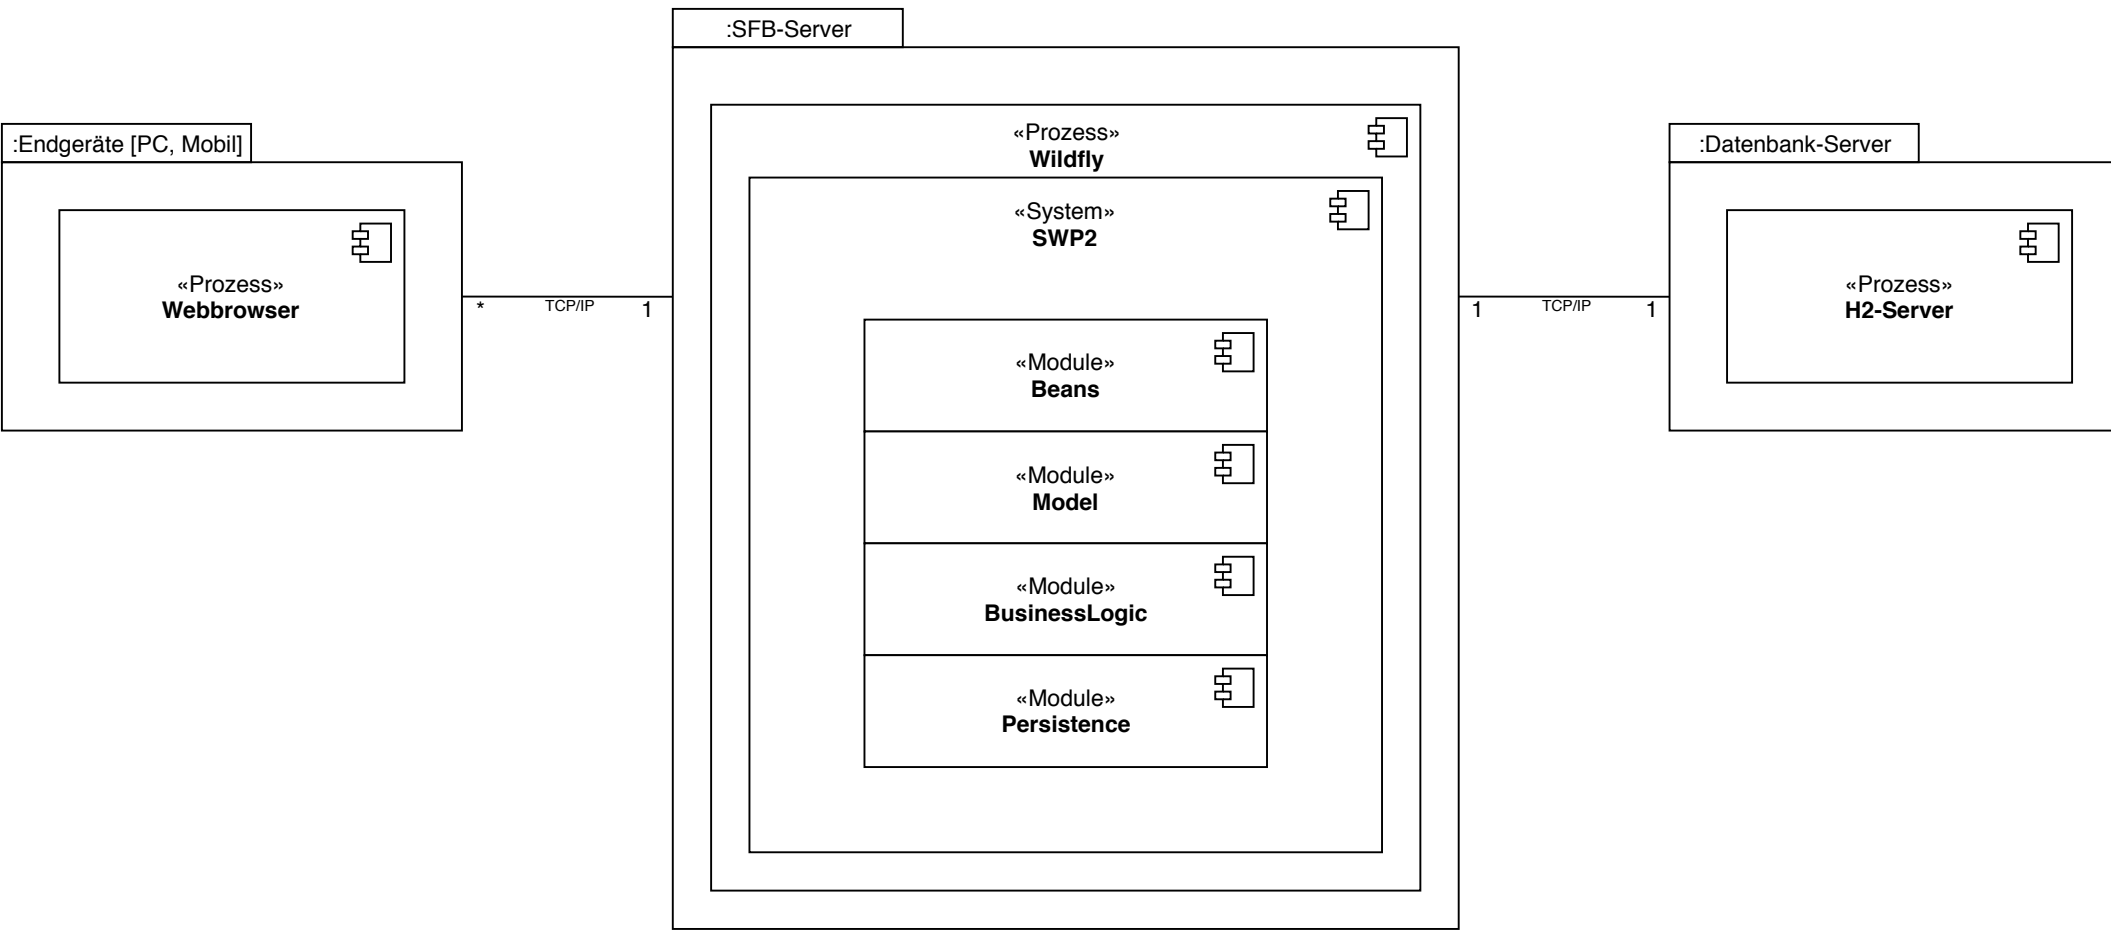 :SFB-Server
:Endgeräte [PC, Mobil]
«Prozess»
Webbrowser
*
TCP/IP
1
«Prozess»
Wildfly
«System»
SWP2
«Module»
Beans
«Module»
Model
«Module»
BusinessLogic
«Module»
Persistence
1
TCP/IP
1
:Datenbank-Server
«Prozess»
H2-Server